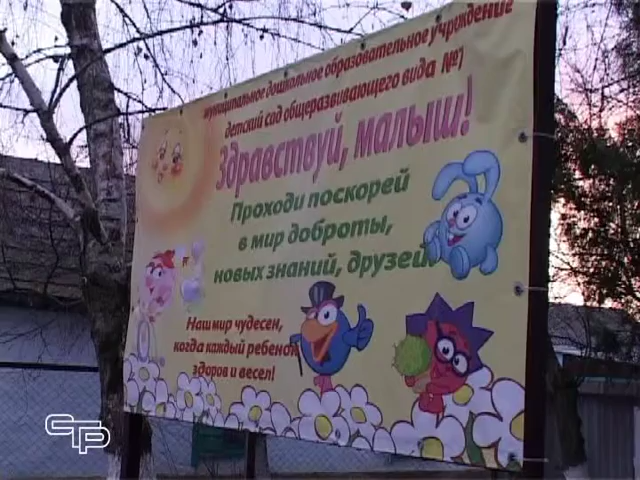 муниципальное дошкольное образовательное учреждение
детский сад общеразвивающего вида №1
Здравствуй, малыш!
Проходи поскорей
в мир доброты,
новых знаний, друзей
Наш мир чудесен,
когда каждый ребенок
здоров и весел!
СТР